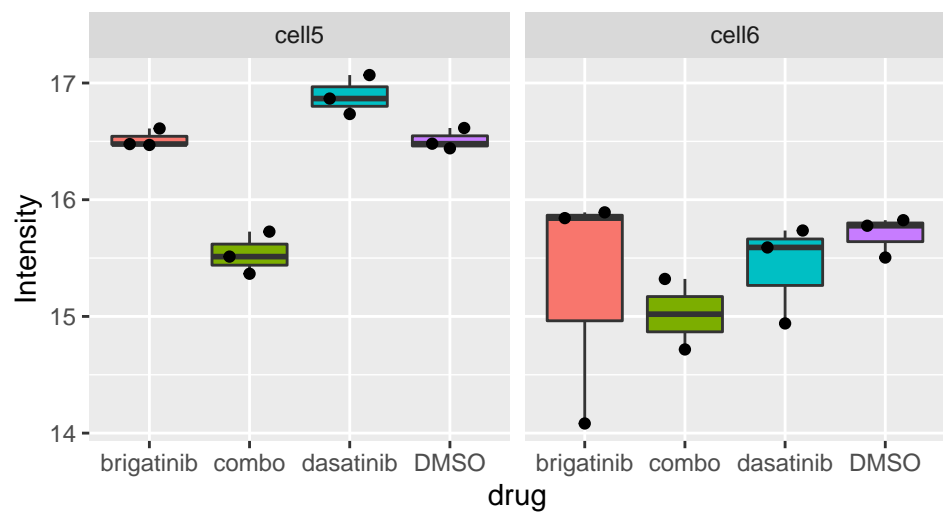 cell5 cell6
17
16
15
14
Intensity
brigatinib combo dasatinib DMSO brigatinib combo dasatinib DMSO
drug